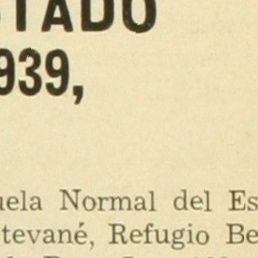 STADO
939,
uela Normal del Es
tevané, Refugio Be